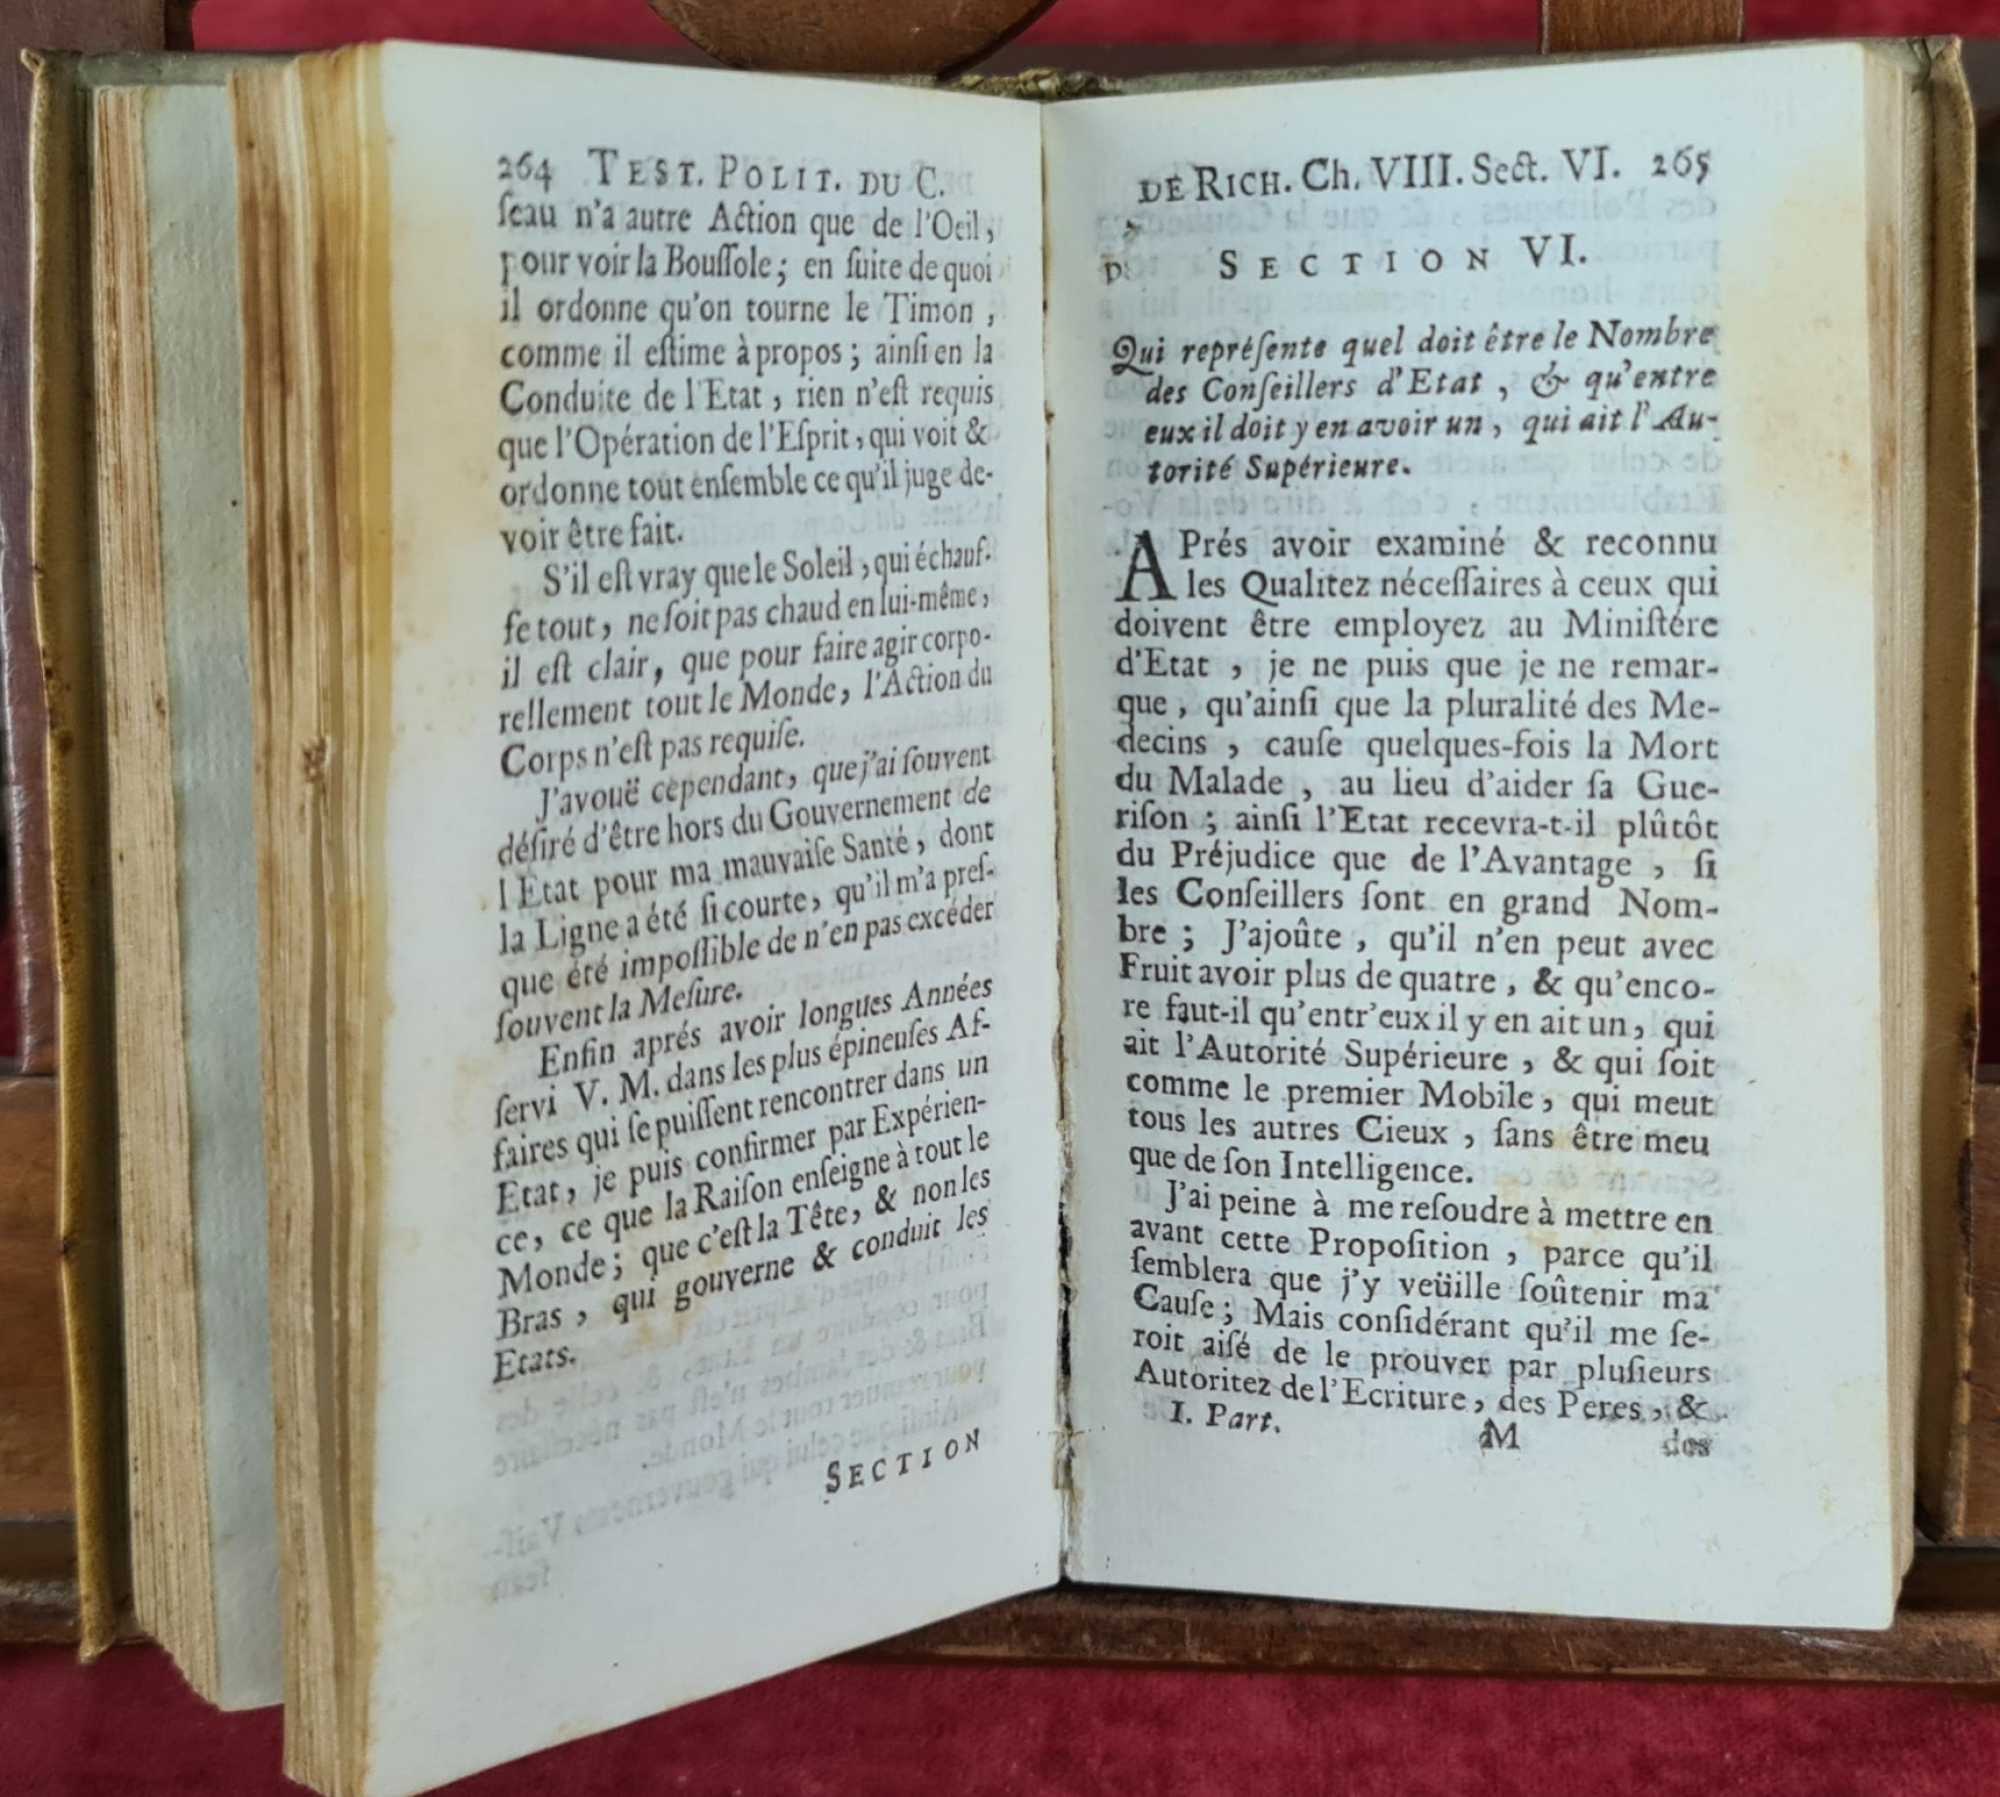 264 TEST. POLIT. DU C.
ſeau n'a autre Action que de l'Oeil,
pour voir la Bouſſole; en ſuite de quoi
il ordonne qu'on tourne le Timon,
comme il eſtime à propos; ainſi en la
Conduite de l'Etat, rien n'eſt requis
que l'Opération de l'Eſprit, qui voit &
ordonne tout enſemble ce qu'il juge de-
voir être fait.
S'il eſt vray que le Soleil, qui échauf-
fe tout, ne ſoit pas chaud en lui-même,
il eſt clair, que pour faire agir corpo-
rellement tout le Monde, l'Action du
Corps n'eſt pas requiſe.
J'avouë cependant, que j'ai ſouvent
déſiré d'être hors du Gouvernement de
l'Etat pour ma mauvaiſe Santé, dont
la Ligne a été ſi courte, qu'il m'a preſ-
que été impoſſible de n'en pas excéder
ſouvent la Meſure.
Enfin aprés avoir longues Années
ſervi V. M. dans les plus épineuſes Af-
faires qui ſe puiſſent rencontrer dans un
Etat, je puis confirmer par Expérien-
ce, ce que la Raiſon enſeigne à tout le
Monde; que c'eſt la Tête, & non les
Bras, qui gouverne & conduit les
Etats.
SECTION
DE RICH. Ch. VIII. Sect. VI. 265
SECTION VI.
Qui repréſente quel doit être le Nombre
des Conſeillers d'Etat, & qu'entre
eux il doit y en avoir un, qui ait l'Au-
torité Supérieure.
APrés avoir examiné & reconnu
les Qualitez néceſſaires à ceux qui
doivent être employez au Miniſtére
d'Etat, je ne puis que je ne remar-
que, qu'ainſi que la pluralité des Me-
decins, cauſe quelques-fois la Mort
du Malade, au lieu d'aider ſa Gue-
riſon; ainſi l'Etat recevra-t-il plûtôt
du Préjudice que de l'Avantage, ſi
les Conſeillers ſont en grand Nom-
bre; J'ajoûte, qu'il n'en peut avec
Fruit avoir plus de quatre, & qu'enco-
re faut-il qu'entr'eux il y en ait un, qui
ait l'Autorité Supérieure, & qui ſoit
comme le premier Mobile, qui meut
tous les autres Cieux, ſans être meu
que de ſon Intelligence.
J'ai peine à me reſoudre à mettre en
avant cette Propoſition, parce qu'il
ſemblera que j'y veüille ſoûtenir ma
Cauſe; Mais conſidérant qu'il me ſe-
roit aiſé de le prouver par pluſieurs
Autoritez de l'Ecriture, des Peres, &
I. Part. M des